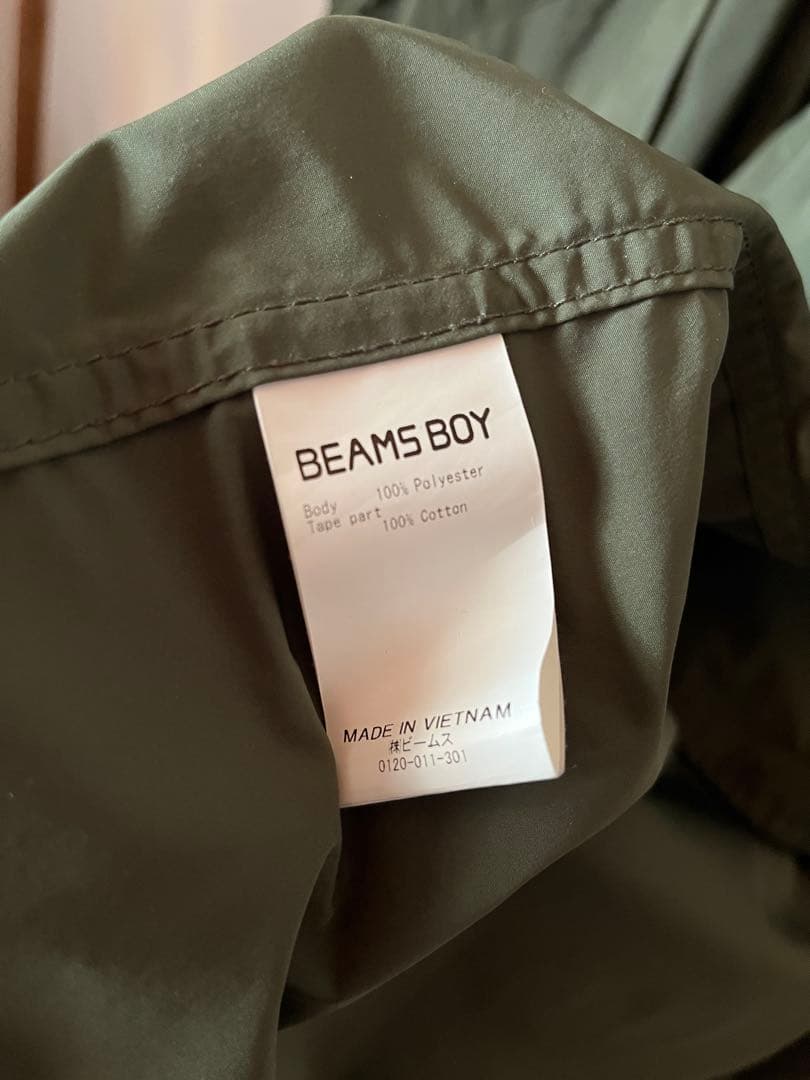 BEAMS BOY
Body 100% Polyester
Tape part 100% Cotton
MADE IN VIETNAM
㈱ビームス
0120-011-301